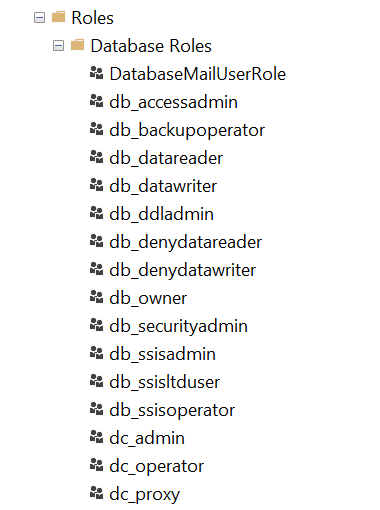 Roles
Database Roles
DatabaseMailUserRole
db_accessadmin
db_backupoperator
db_datareader
db_datawriter
db_ddladmin
db_denydatareader
db_denydatawriter
db_owner
db_securityadmin
db_ssisadmin
db_ssisltduser
db_ssisoperator
dc_admin
dc_operator
dc_proxy